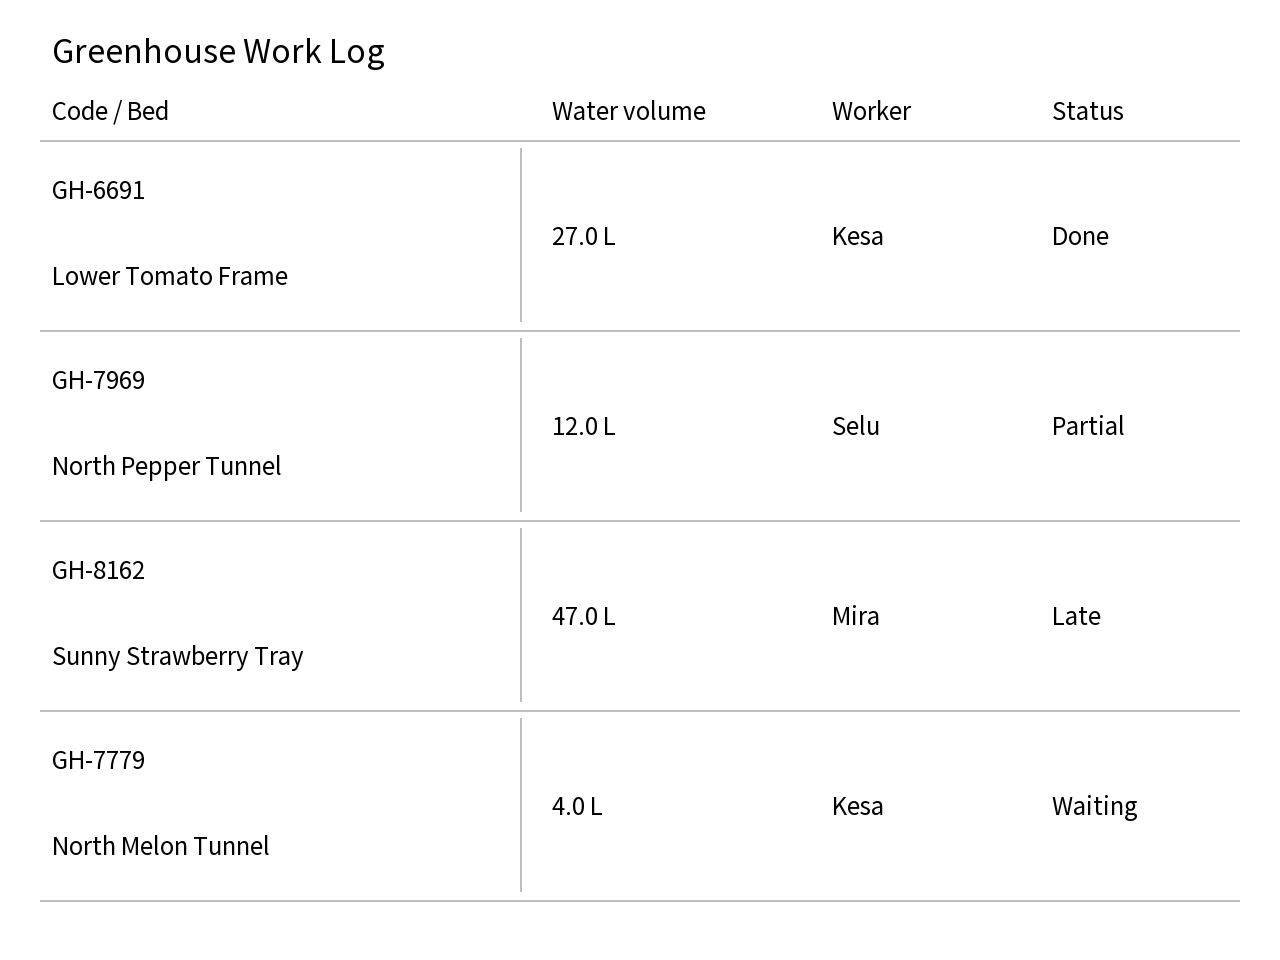 Greenhouse Work Log
Code / Bed Water volume Worker Status
GH-6691
Lower Tomato Frame
27.0 L Kesa Done
GH-7969
North Pepper Tunnel
12.0 L Selu Partial
GH-8162
Sunny Strawberry Tray
47.0 L Mira Late
GH-7779
North Melon Tunnel
4.0 L Kesa Waiting